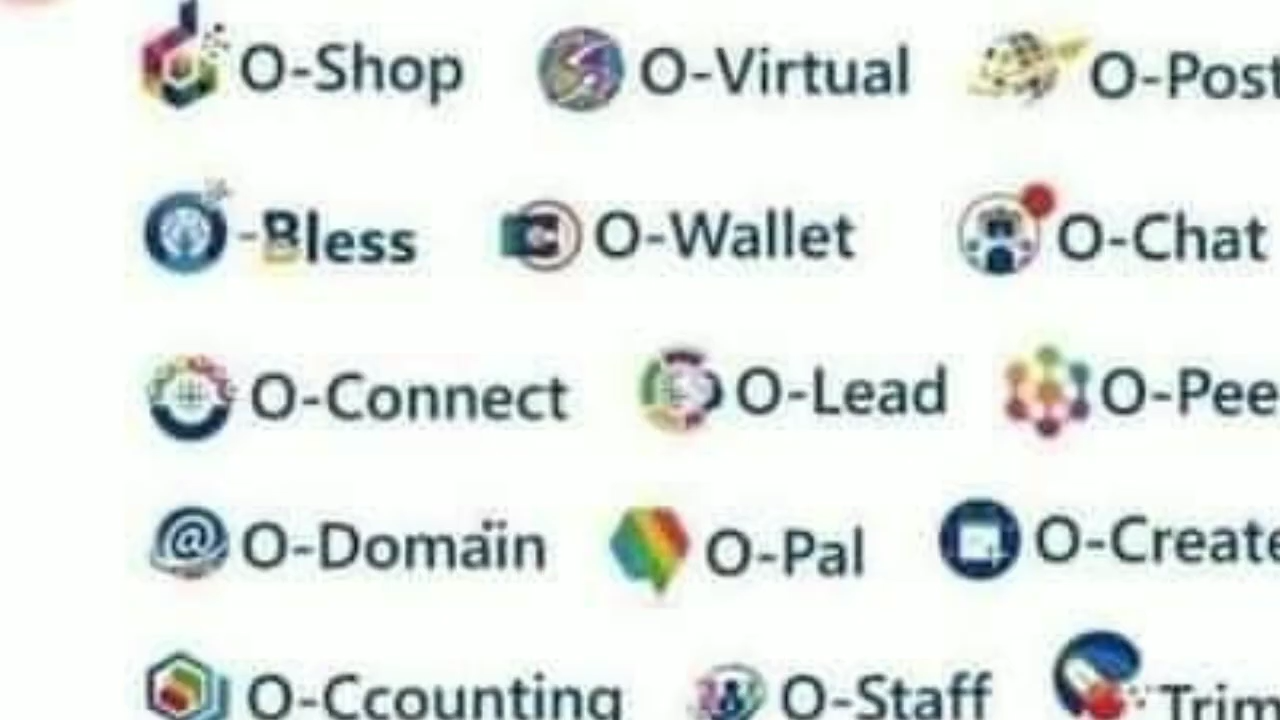 O-Shop O-Virtual O-Post
-Bless O-Wallet O-Chat
O-Connect O-Lead O-Pee
O-Domaïn O-Pal O-Create
O-Ccounting O-Staff Trim